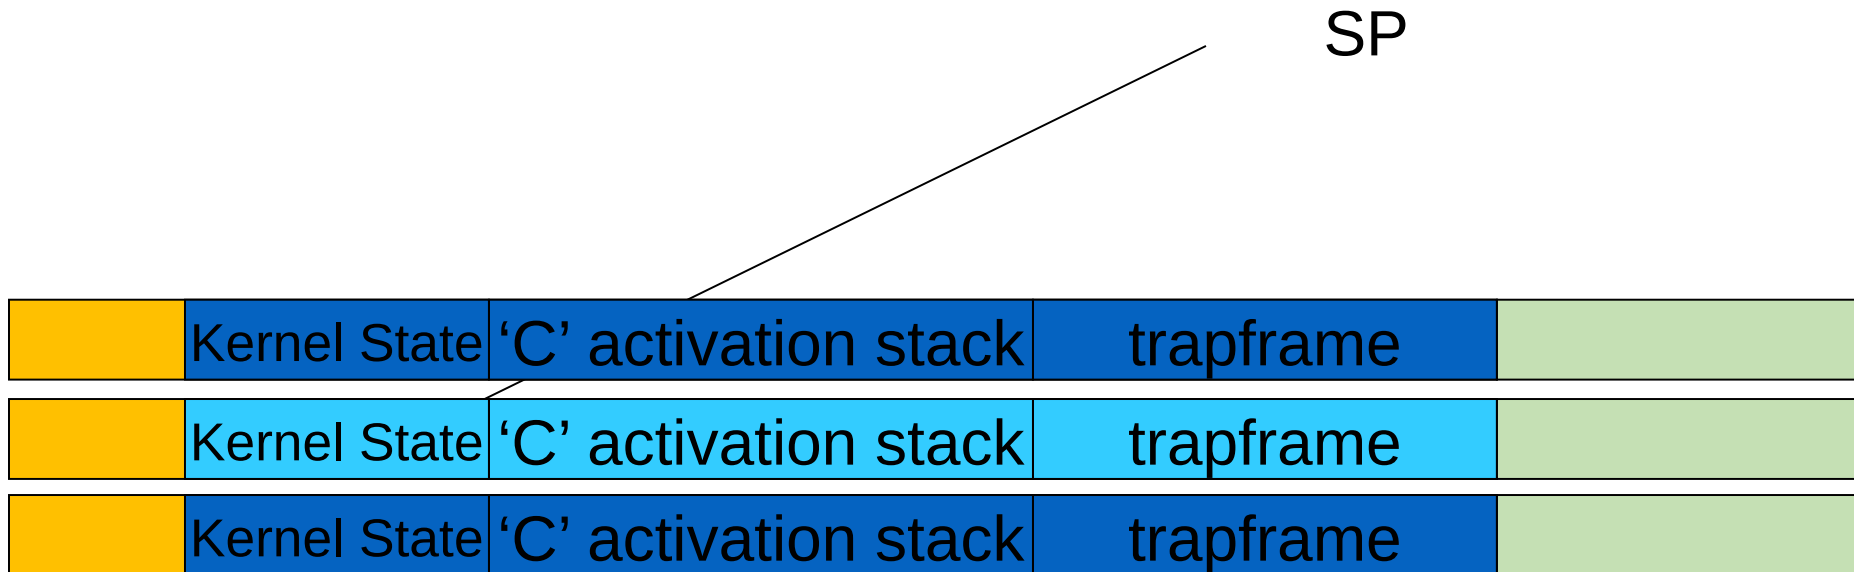 SP
Kernel State ‘C’ activation stack trapframe
Kernel State ‘C’ activation stack trapframe
Kernel State ‘C’ activation stack trapframe